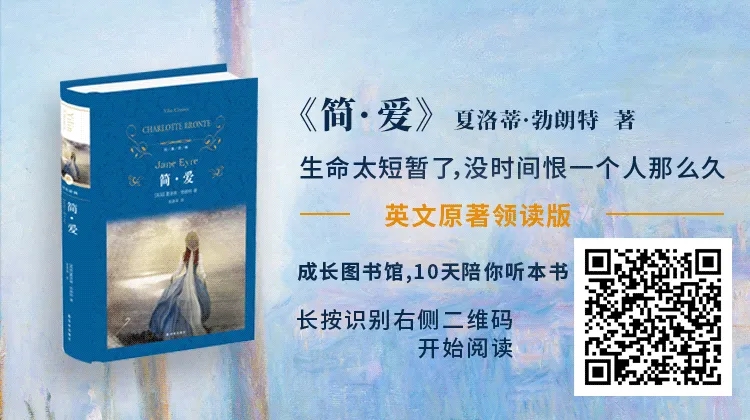 《简·爱》 夏洛蒂·勃朗特 著
生命太短暂了,没时间恨一个人那么久
英文原著领读版
成长图书馆,10天陪你听本书
长按识别右侧二维码
开始阅读
CHARLOTTE BRONTE
Jane Eyre
简·爱
简·爱